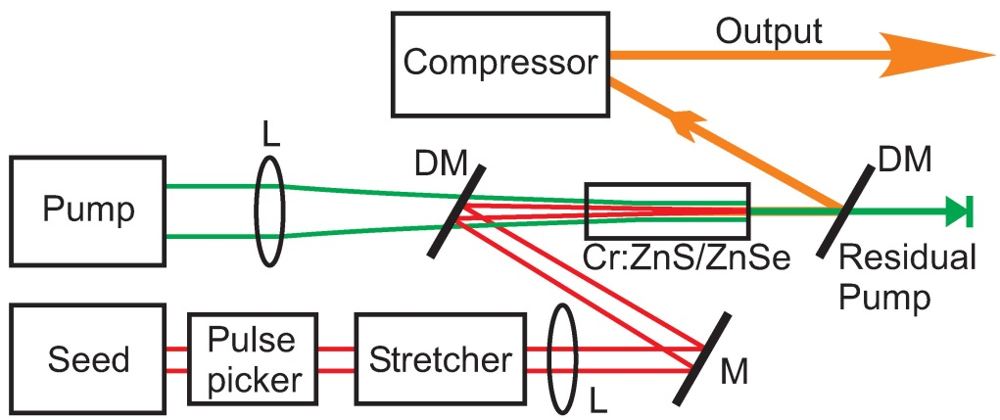 Output
Compressor
L
DM
DM
Pump
Cr:ZnS/ZnSe
Residual
Pump
Seed
Pulse
picker
Stretcher
L
M